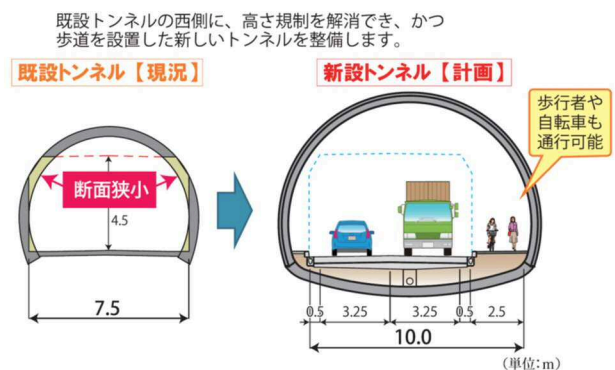 既設トンネルの西側に、高さ規制を解消でき、かつ
歩道を設置した新しいトンネルを整備します。
既設トンネル【現況】
新設トンネル【計画】
歩行者や
自転車も
通行可能
断面狭小
4.5
7.5
0.5 3.25 3.25 0.5 2.5
10.0
(単位:m)